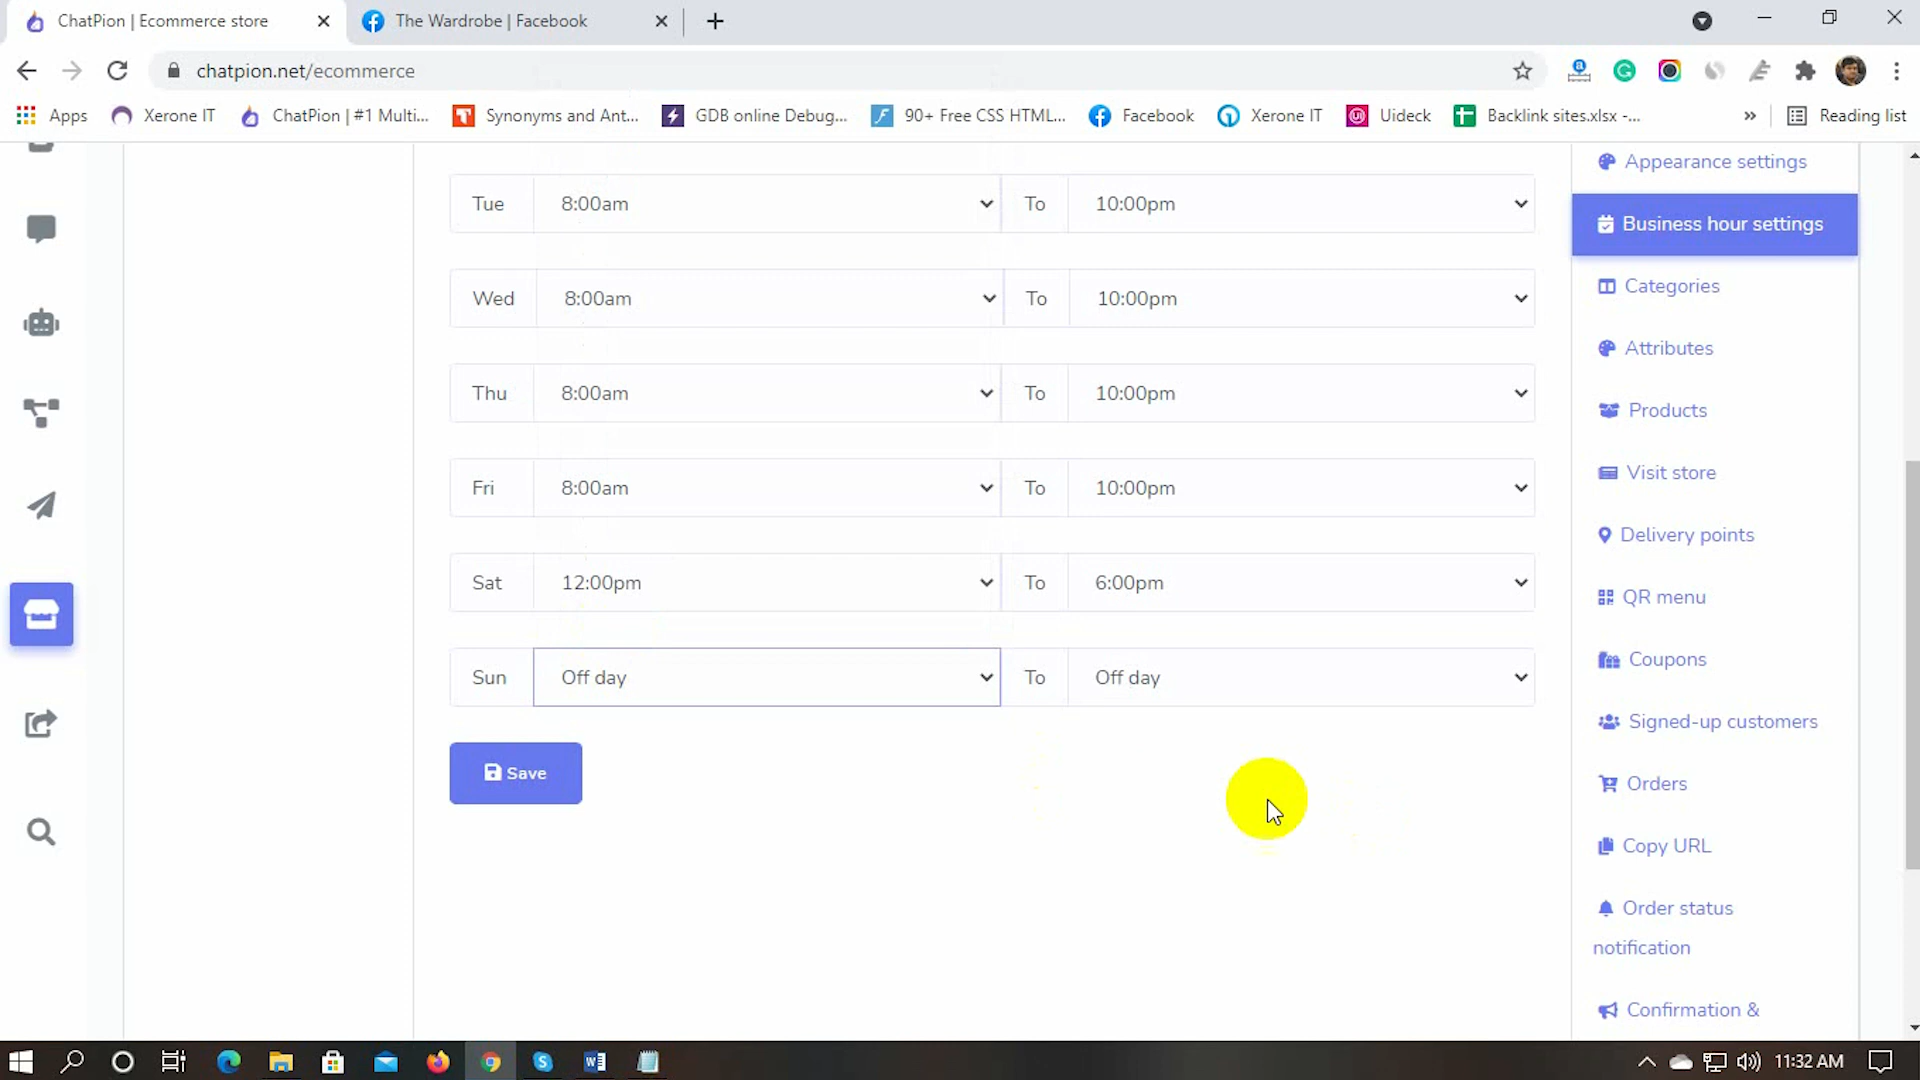 ChatPion | Ecommerce store
The Wardrobe | Facebook
chatpion.net/ecommerce
Apps
Xerone IT
ChatPion | #1 Multi...
Synonyms and Ant...
GDB online Debug...
90+ Free CSS HTML...
Facebook
Xerone IT
Uideck
Backlink sites.xlsx -...
»
Reading list
Tue 8:00am To 10:00pm
Wed 8:00am To 10:00pm
Thu 8:00am To 10:00pm
Fri 8:00am To 10:00pm
Sat 12:00pm To 6:00pm
Sun Off day To Off day
Save
Appearance settings
Business hour settings
Categories
Attributes
Products
Visit store
Delivery points
QR menu
Coupons
Signed-up customers
Orders
Copy URL
Order status
notification
Confirmation &
11:32 AM